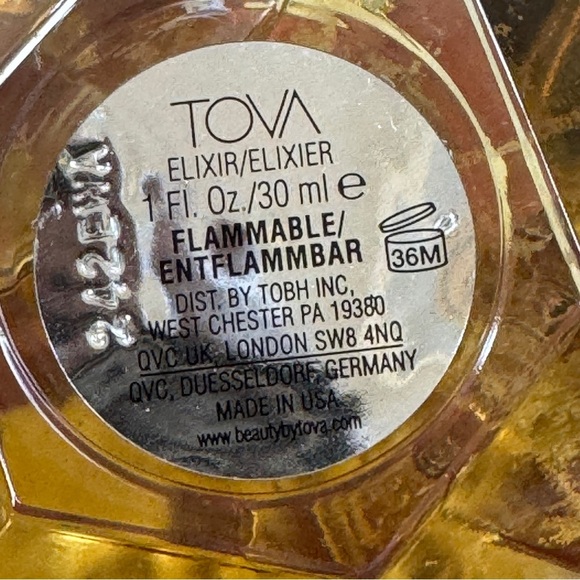 TOVA
ELIXIR/ELIXIER
1 Fl. Oz./30 ml e
FLAMMABLE/
ENTFLAMMBAR
36M
DIST. BY TOBH INC,
WEST CHESTER PA 19380
QVC UK, LONDON SW8 4NQ
QVC, DUESSELDORF, GERMANY
MADE IN USA
www.beautybytova.com